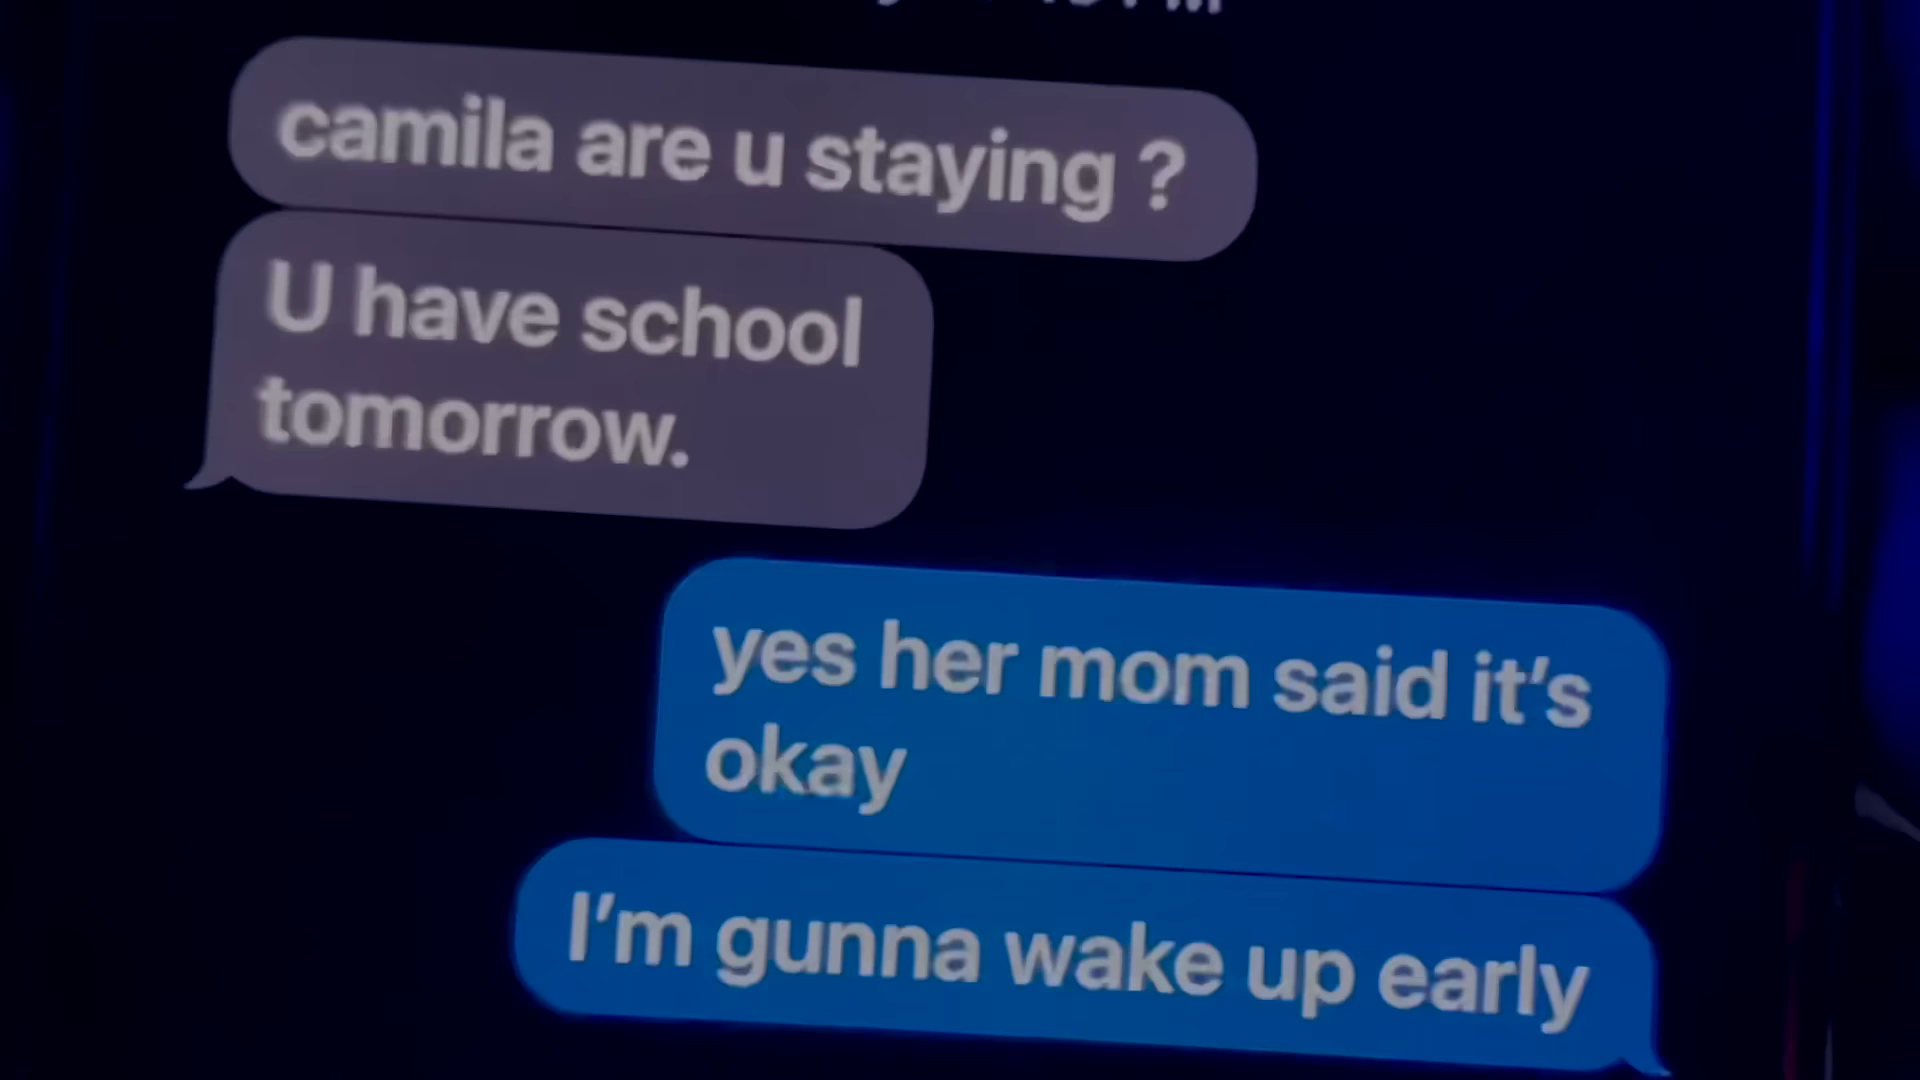 camila are u staying ?
U have school
tomorrow.
yes her mom said it’s
okay
I’m gunna wake up early